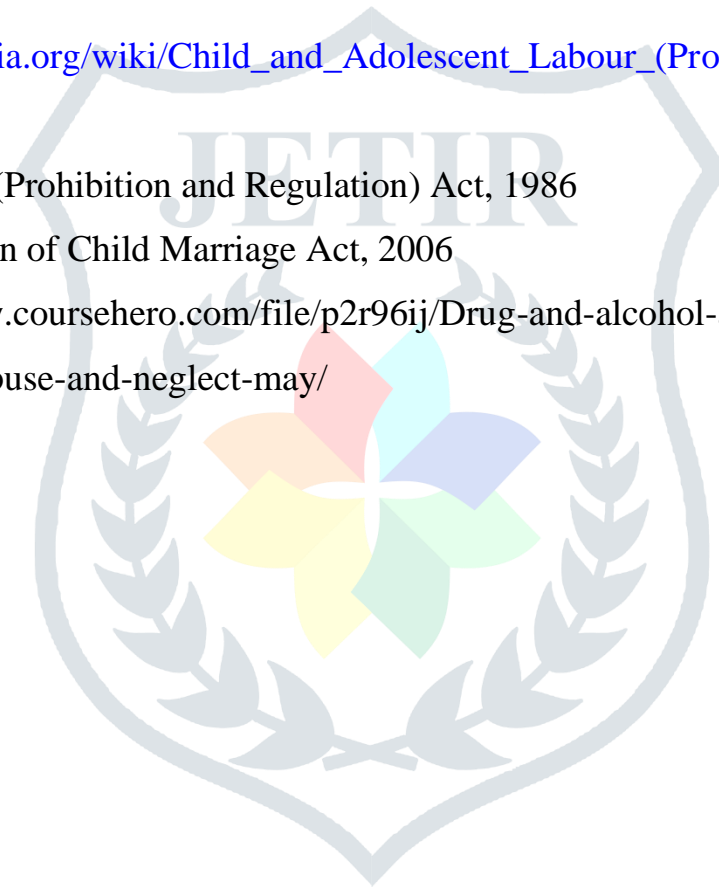 ia.org/wiki/Child_and_Adolescent_Labour_(Pro
JETIR
(Prohibition and Regulation) Act, 1986
n of Child Marriage Act, 2006
.coursehero.com/file/p2r96ij/Drug-and-alcohol-
ouse-and-neglect-may/